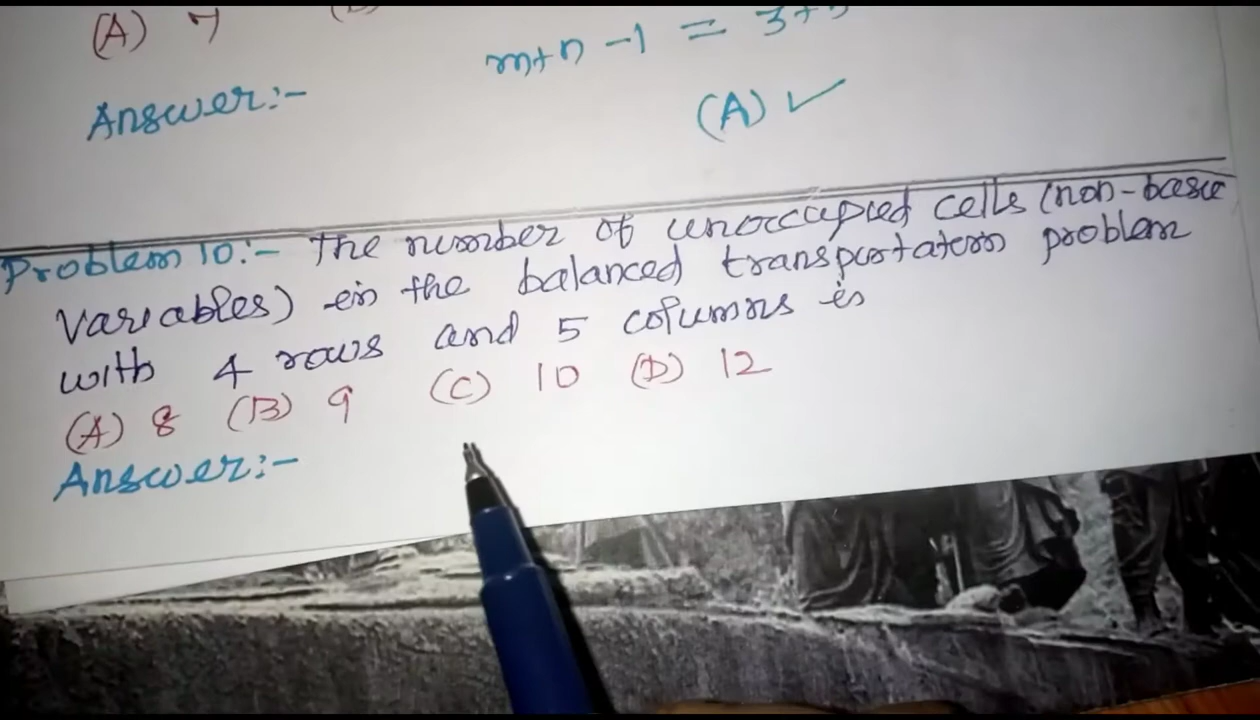 (A) 7
m+n-1 = 3+5
Answer:-
(A) ✓
Problem 10:- The number of unoccupied cells (non-basic
variables) in the balanced transportation problem
with 4 rows and 5 columns is
(A) 8 (B) 9 (C) 10 (D) 12
Answer:-